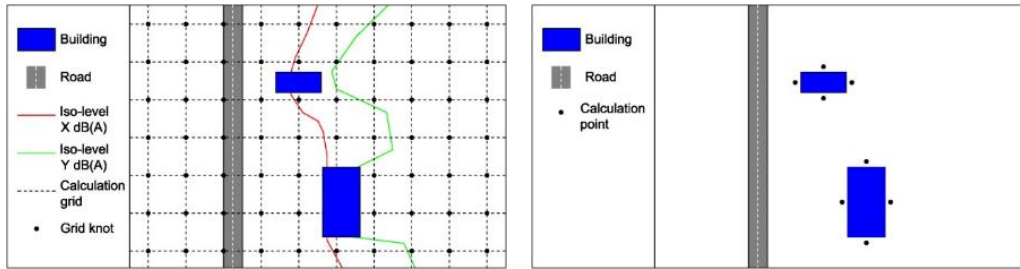 Building
Road
Iso-level
X dB(A)
Iso-level
Y dB(A)
Calculation
grid
Grid knot
Building
Road
Calculation
point